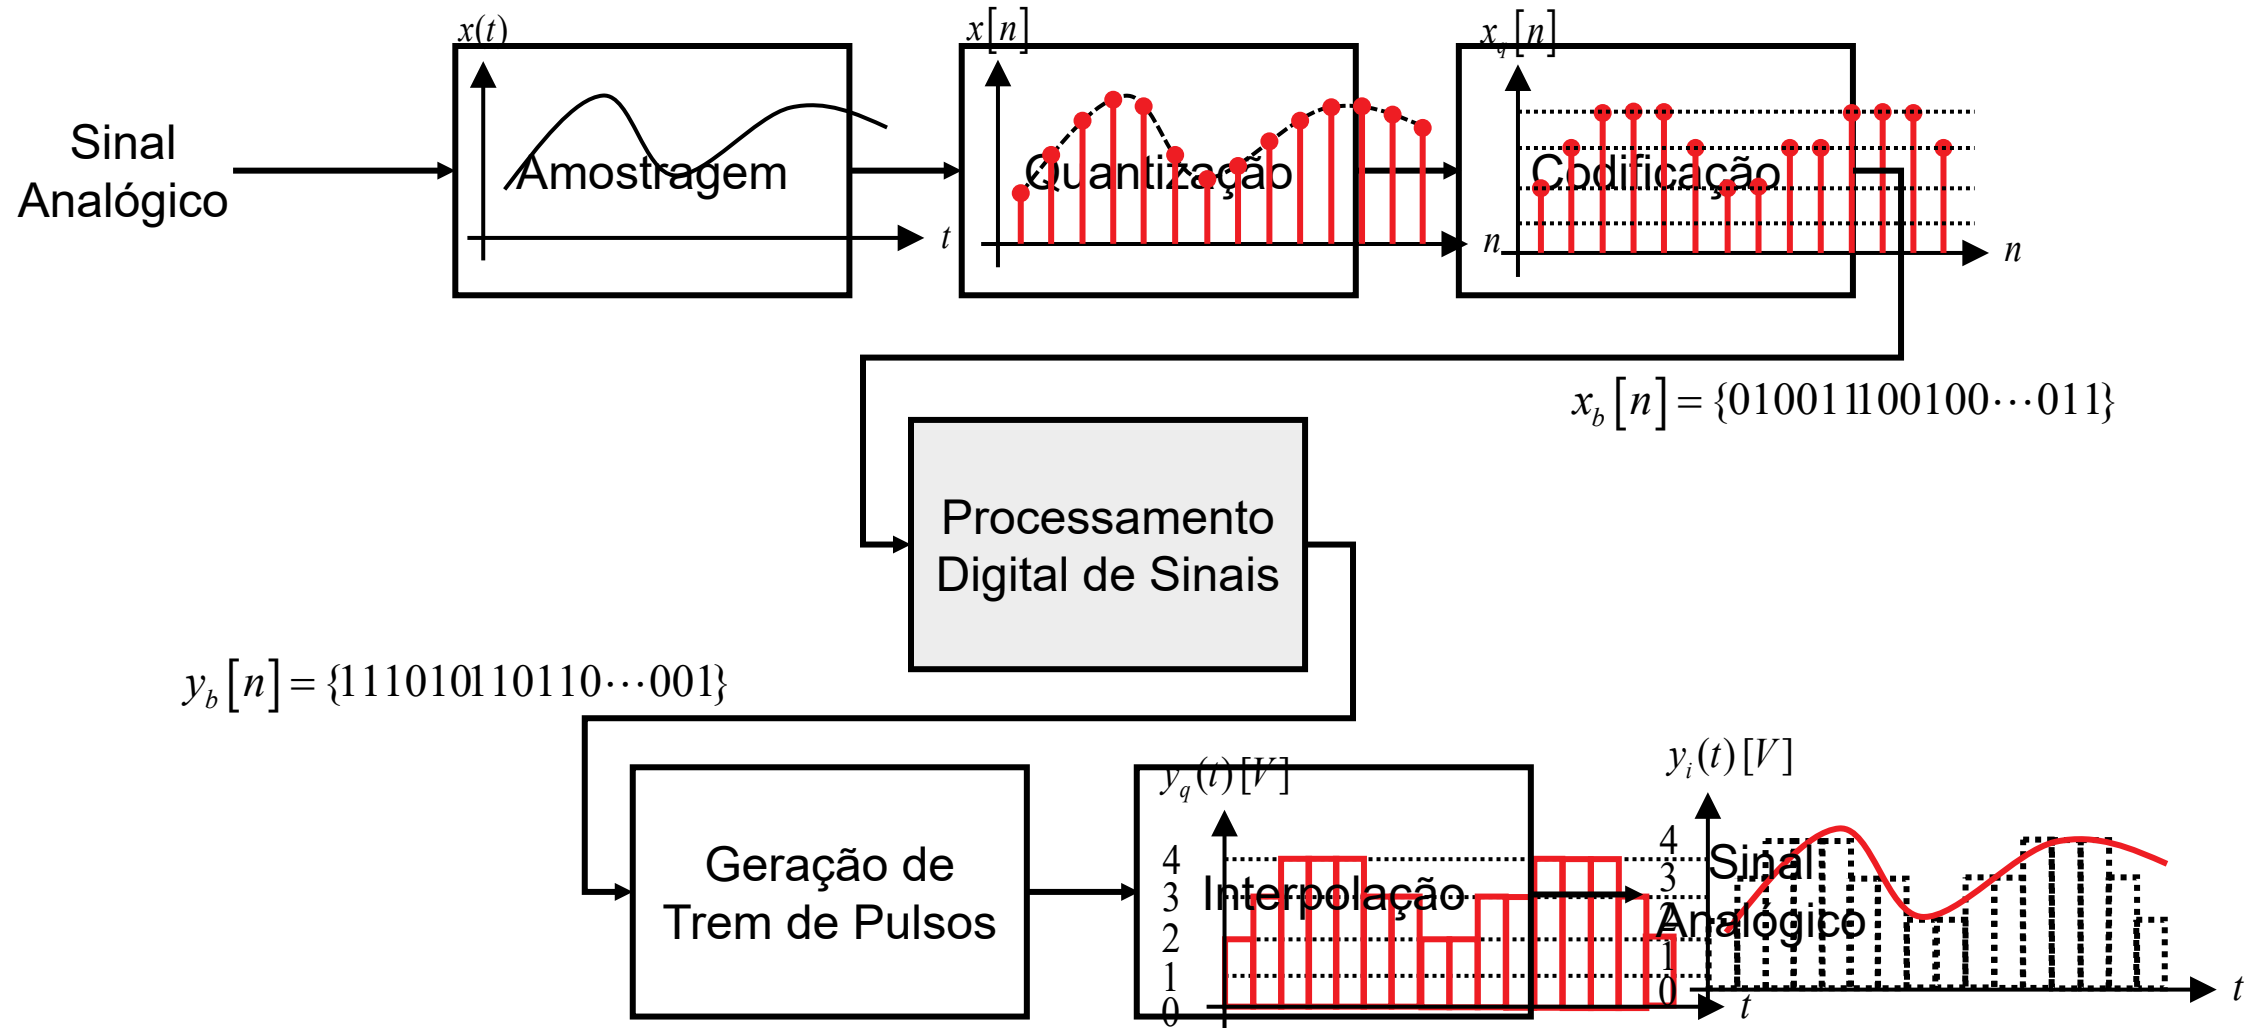 x(t)
x[n]
x_q[n]
Sinal
Analógico
Amostragem
Quantização
Codificação
t
n
n
x_b[n] = {010011100100⋯011}
Processamento
Digital de Sinais
y_b[n] = {111010110110⋯001}
y_q(t)[V]
y_i(t)[V]
Geração de
Trem de Pulsos
4
3
2
1
0
Interpolação
t
4
3
2
1
0
Sinal
Analógico
t